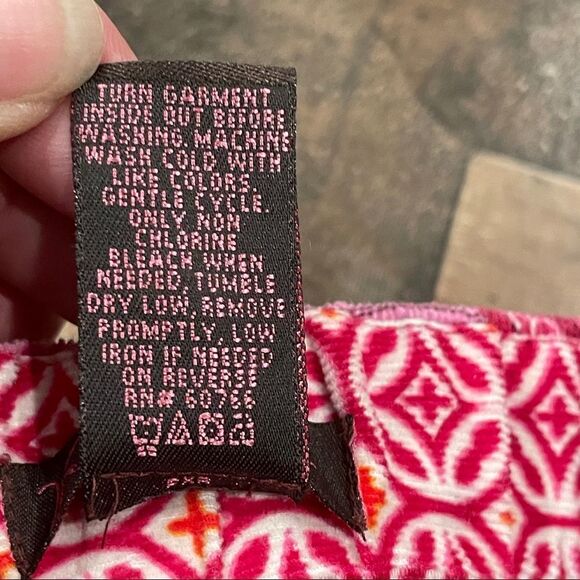 TURN GARMENT
INSIDE OUT BEFORE
WASHING. MACHINE
WASH COLD WITH
LIKE COLORS.
GENTLE CYCLE.
ONLY NON
CHLORINE
BLEACH WHEN
NEEDED. TUMBLE
DRY LOW. REMOVE
PROMPTLY. LOW
IRON IF NEEDED
ON REVERSE
RN# 60766